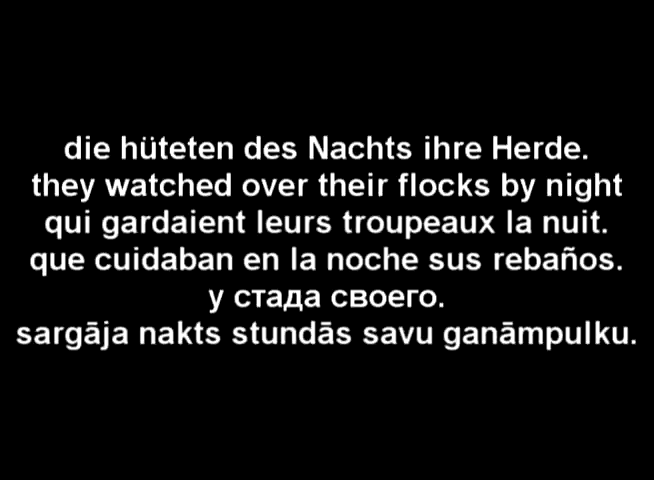 die hüteten des Nachts ihre Herde.
they watched over their flocks by night
qui gardaient leurs troupeaux la nuit.
que cuidaban en la noche sus rebaños.
у стада своего.
sargāja nakts stundās savu ganāmpulku.